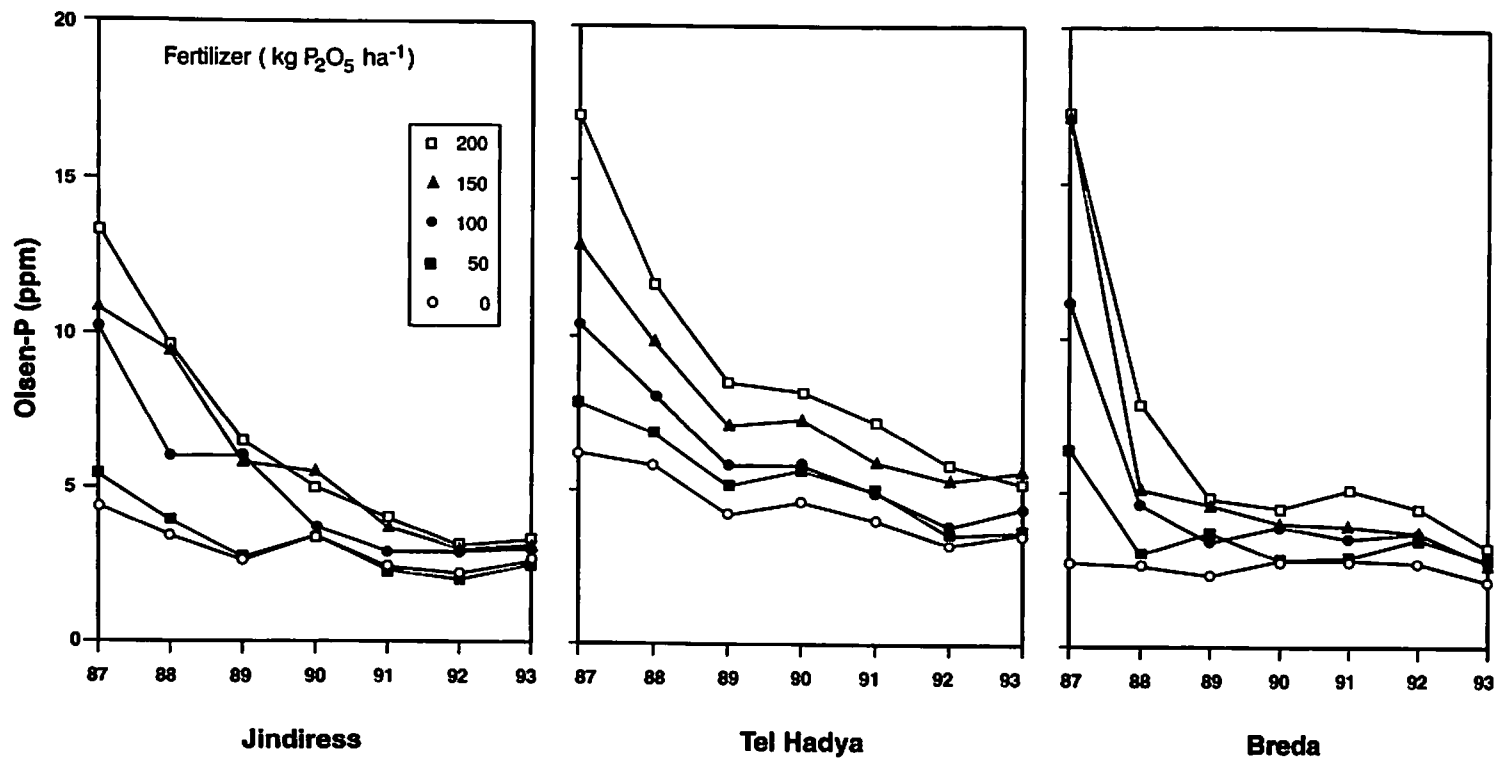 Fertilizer ( kg P₂O₅ ha⁻¹)
200
150
100
50
0
Olsen-P (ppm)
20
15
10
5
0
87 88 89 90 91 92 93
87 88 89 90 91 92 93
87 88 89 90 91 92 93
Jindiress
Tel Hadya
Breda